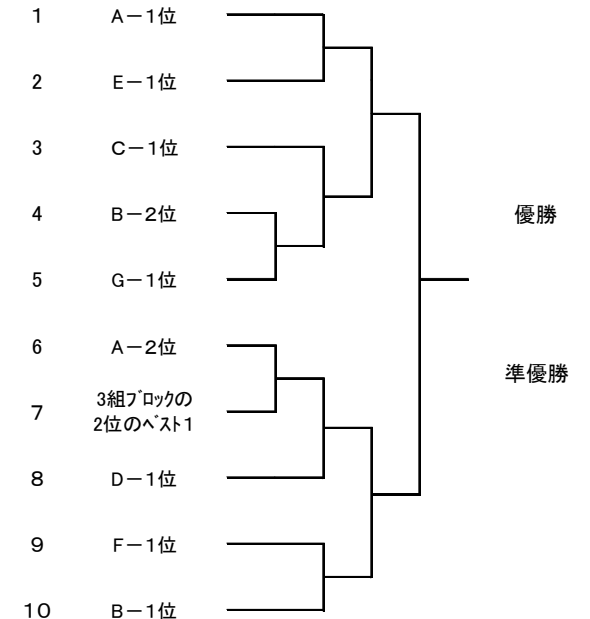 1 A－1位
2 E－1位
3 C－1位
4 B－2位
優勝
5 G－1位
6 A－2位
準優勝
7 3組ﾌﾞﾛｯｸの
2位のﾍﾞｽﾄ1
8 D－1位
9 F－1位
10 B－1位